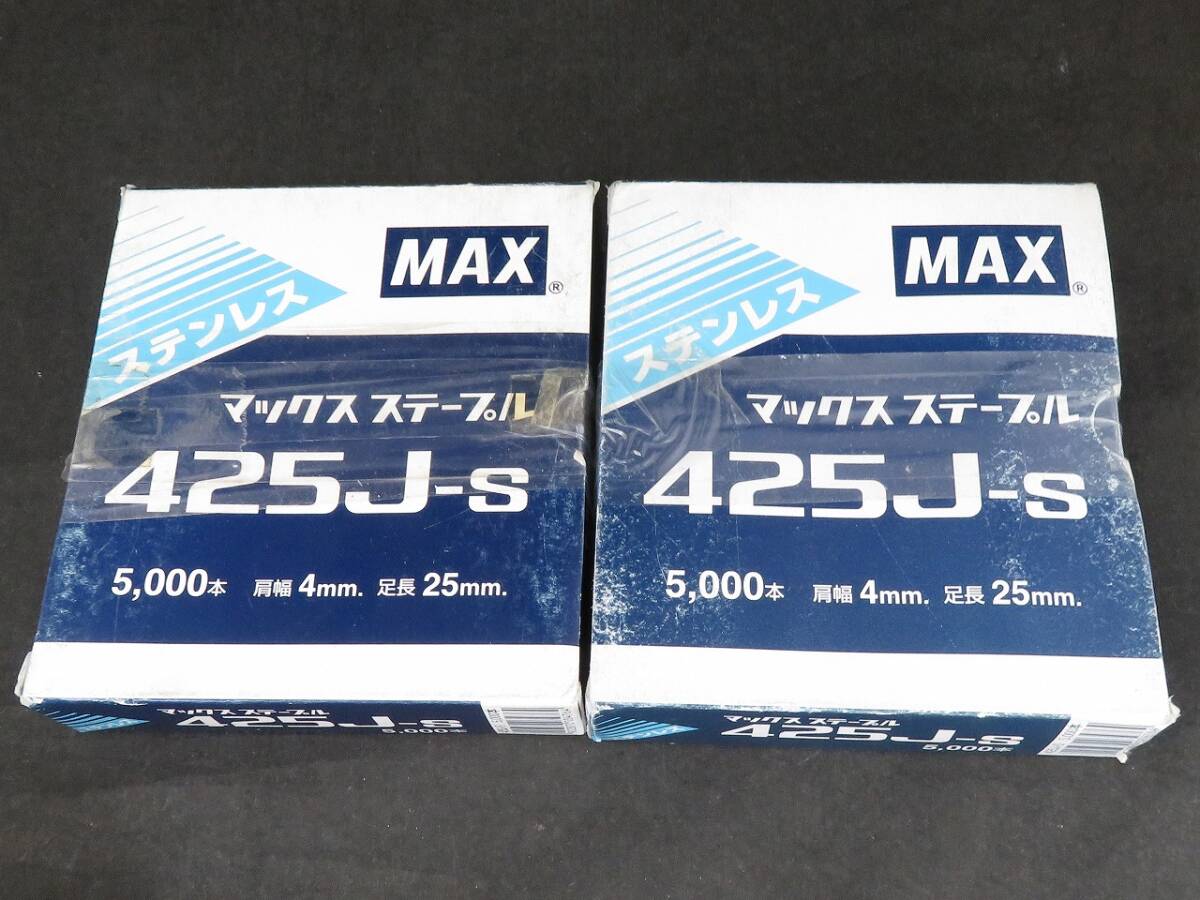 MAX
®
ステンレス
マックス ステープル
425J-S
5,000本 肩幅 4mm. 足長 25mm.
マックス ステープル
425J-S
5,000本
MAX
®
ステンレス
マックス ステープル
425J-S
5,000本 肩幅 4mm. 足長 25mm.
マックス ステープル
425J-S
5,000本